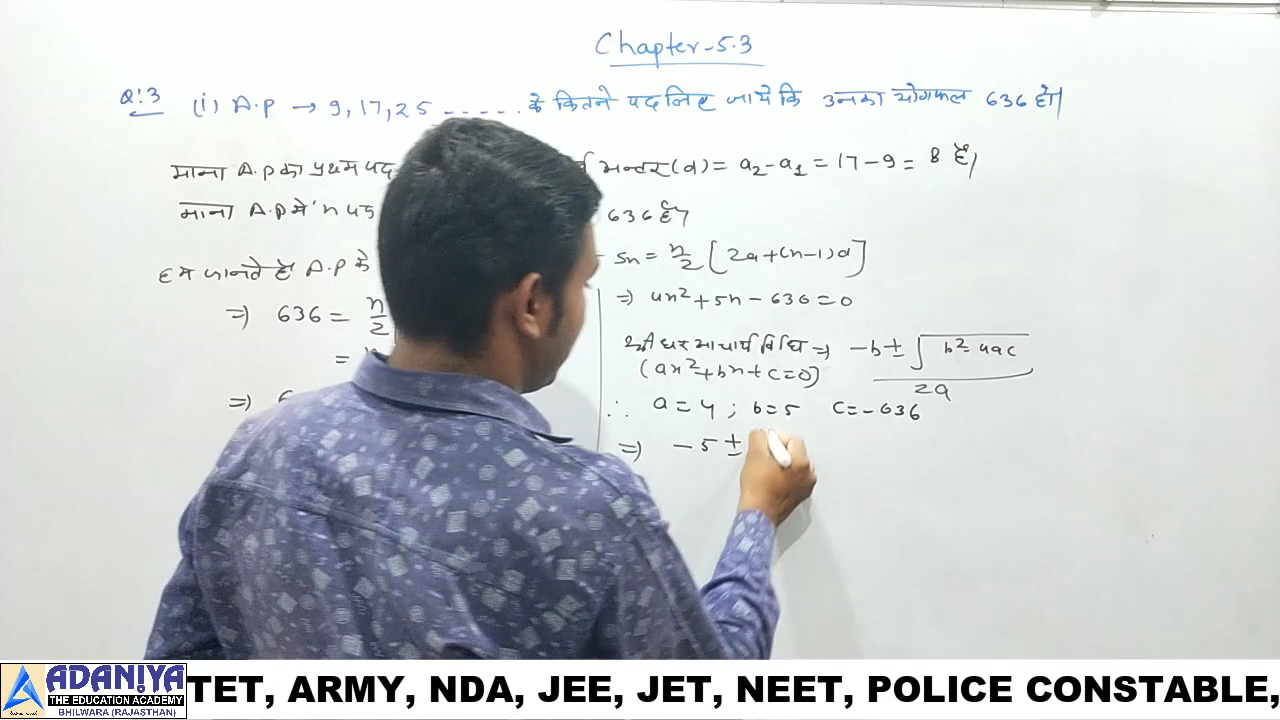 Chapter-5.3
Q.3 (i) A.P → 9, 17, 25 ------ के कितने पद लिए जाये कि उनका योगफल 636 हो।
माना A.P का प्रथम पद अन्तर(d) = a₂-a₁ = 17-9 = 8 है।
माना A.P मे 'n पद 636 है।
हम जानते है A.P के Sn = n/2 [2a+(n-1)d]
⇒ 636 = n/2
=
⇒
⇒ 4n²+5n-636=0
श्री धर आचार्य विधि ⇒ -b±√b²-4ac / 2a
(ax²+bx+c=0)
∴ a=4; b=5 c=-636
⇒ -5±
ADANIYA
THE EDUCATION ACADEMY
BHILWARA (RAJASTHAN)
TET, ARMY, NDA, JEE, JET, NEET, POLICE CONSTABLE,